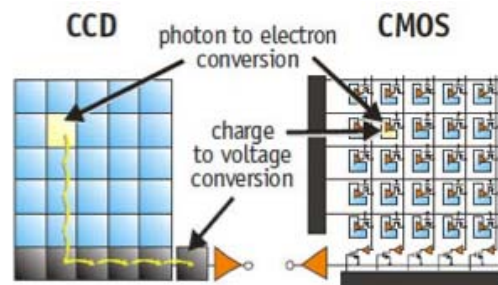 CCD
CMOS
photon to electron
conversion
charge
to voltage
conversion